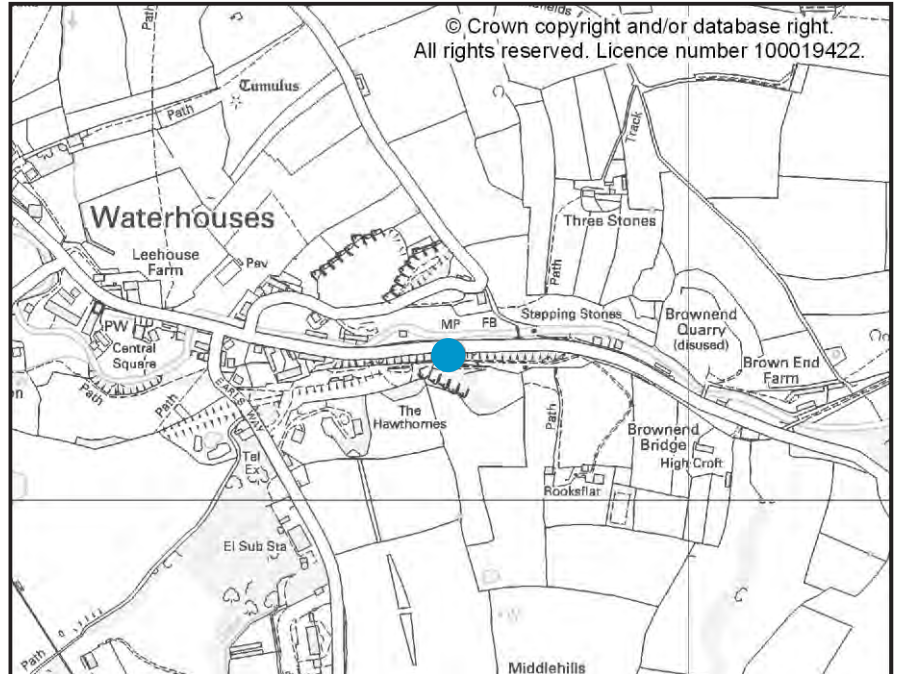 © Crown copyright and/or database right.
All rights reserved. Licence number 100019422.
Path
Tumulus
Path
Track
Waterhouses
Three Stones
Leehouse
Farm
Pav
Path
MP
FB
Stepping Stones
Brownend
Quarry
(disused)
PW
Central
Square
Brown End
Farm
Path
Path
EARLS WAY
The
Hawthornes
Path
Brownend
Bridge
High Croft
Tel
Ex
Rooksflat
El Sub Sta
Path
Middlehills